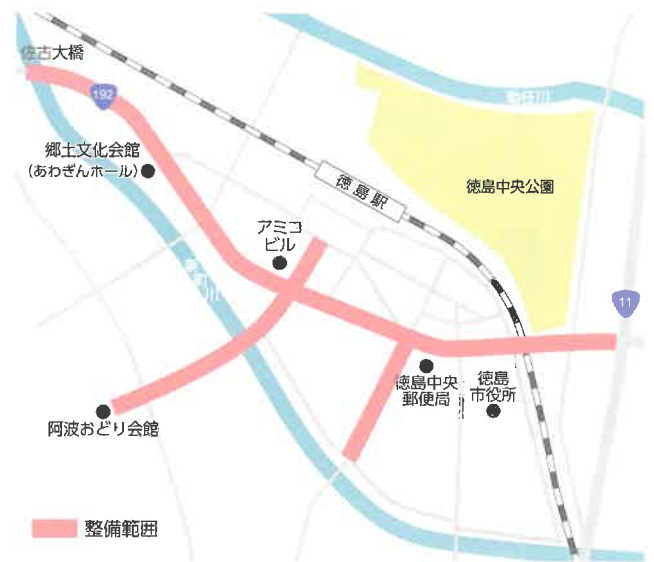 佐古大橋
192
郷土文化会館
(あわぎんホール)
徳島駅
徳島中央公園
アミコ
ビル
11
徳島中央
郵便局
徳島
市役所
阿波おどり会館
整備範囲